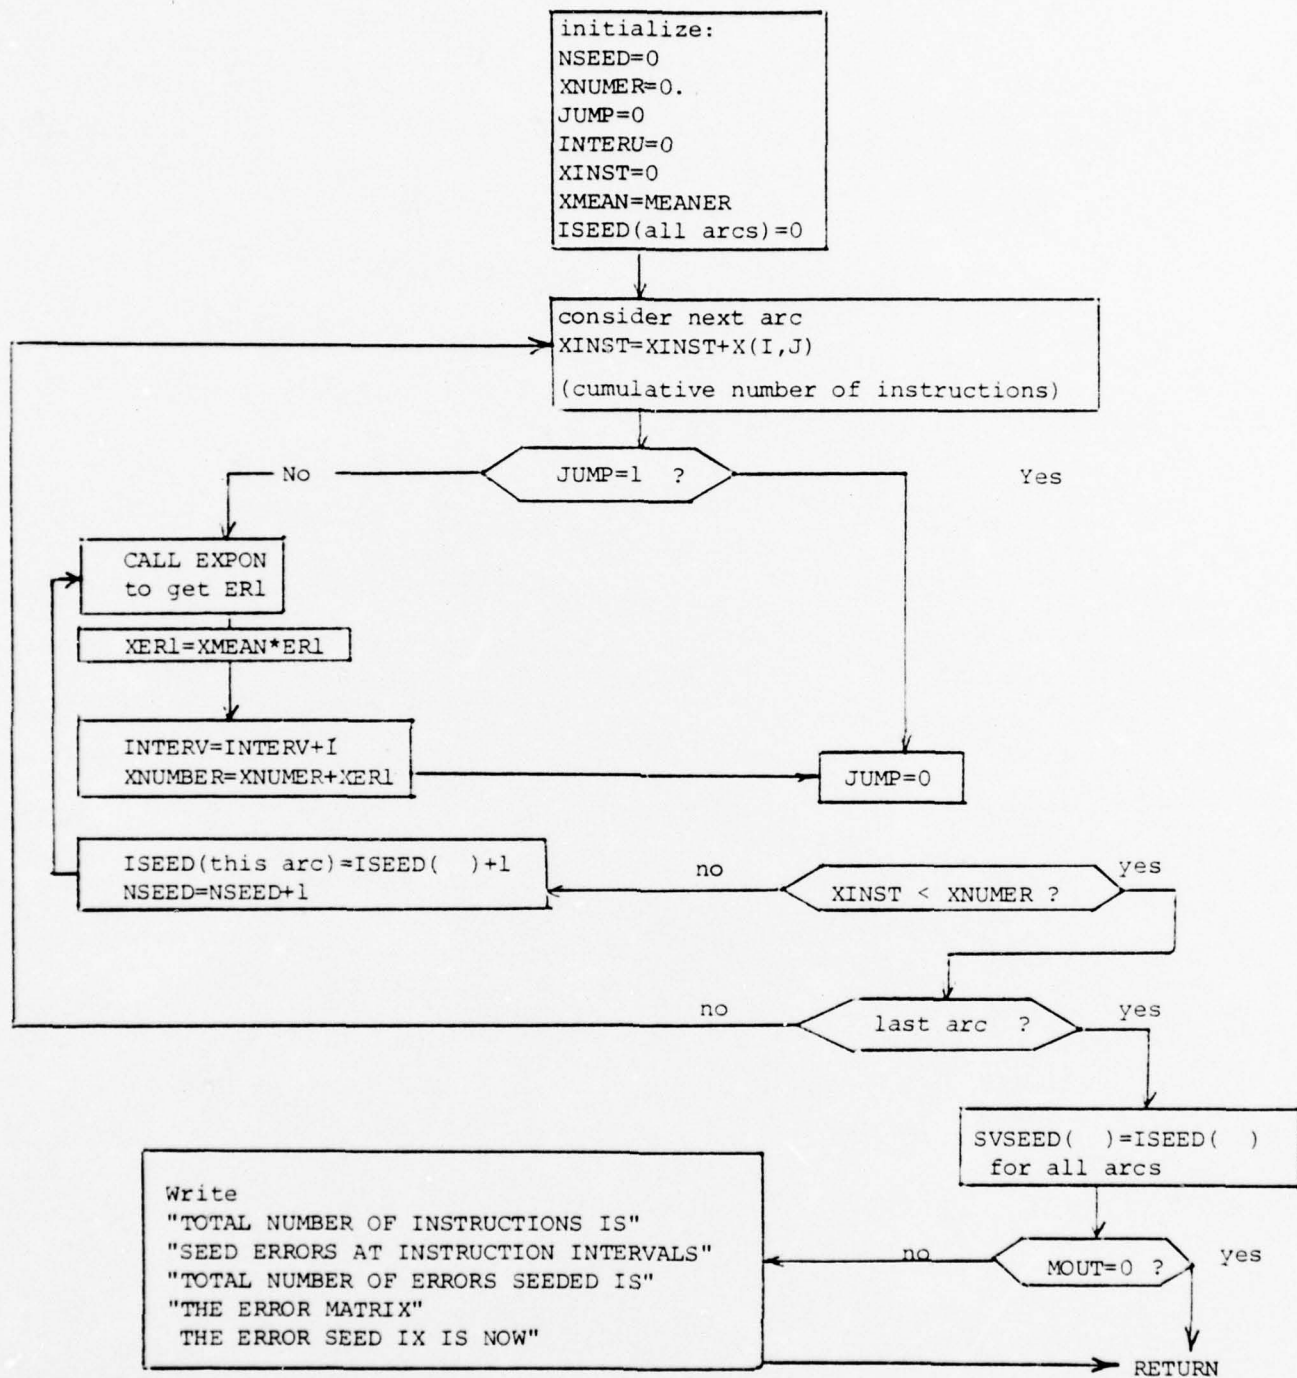 initialize:
NSEED=0
XNUMER=0.
JUMP=0
INTERU=0
XINST=0
XMEAN=MEANER
ISEED(all arcs)=0
consider next arc
XINST=XINST+X(I,J)
(cumulative number of instructions)
No
JUMP=1 ?
Yes
CALL EXPON
to get ER1
XER1=XMEAN*ER1
INTERV=INTERV+I
XNUMBER=XNUMER+XER1
JUMP=0
ISEED(this arc)=ISEED( )+1
NSEED=NSEED+1
no
XINST < XNUMER ?
yes
no
last arc ?
yes
SVSEED( )=ISEED( )
for all arcs
Write
"TOTAL NUMBER OF INSTRUCTIONS IS"
"SEED ERRORS AT INSTRUCTION INTERVALS"
"TOTAL NUMBER OF ERRORS SEEDED IS"
"THE ERROR MATRIX"
THE ERROR SEED IX IS NOW"
no
MOUT=0 ?
yes
RETURN